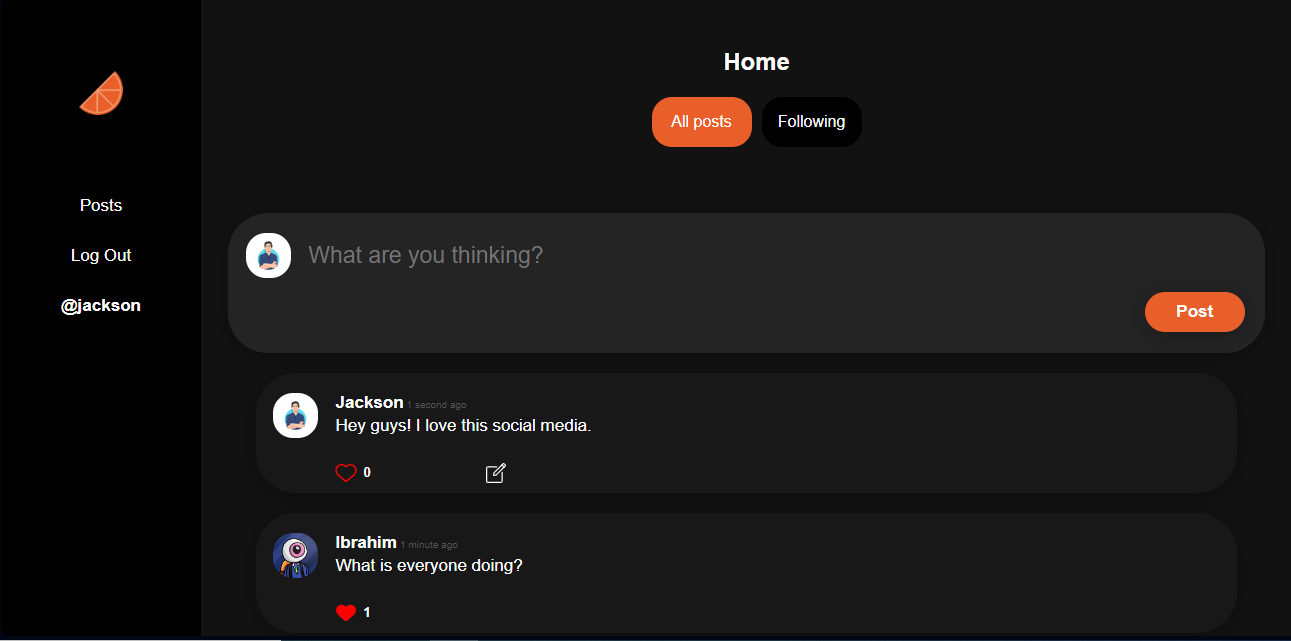 Home
All posts
Following
Posts
Log Out
@jackson
What are you thinking?
Post
Jackson 1 second ago
Hey guys! I love this social media.
0
Ibrahim 1 minute ago
What is everyone doing?
1